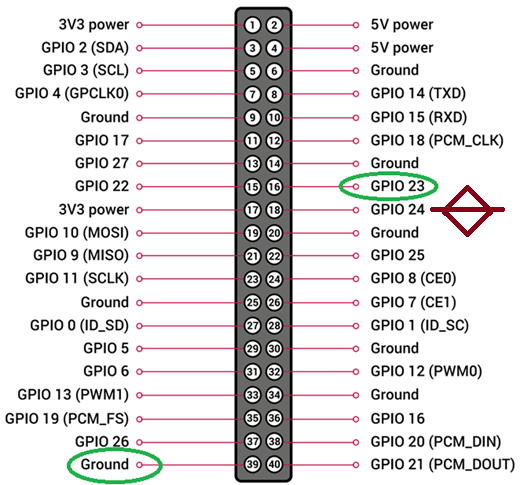 3V3 power 1 2 5V power
GPIO 2 (SDA) 3 4 5V power
GPIO 3 (SCL) 5 6 Ground
GPIO 4 (GPCLK0) 7 8 GPIO 14 (TXD)
Ground 9 10 GPIO 15 (RXD)
GPIO 17 11 12 GPIO 18 (PCM_CLK)
GPIO 27 13 14 Ground
GPIO 22 15 16 GPIO 23
3V3 power 17 18 GPIO 24
GPIO 10 (MOSI) 19 20 Ground
GPIO 9 (MISO) 21 22 GPIO 25
GPIO 11 (SCLK) 23 24 GPIO 8 (CE0)
Ground 25 26 GPIO 7 (CE1)
GPIO 0 (ID_SD) 27 28 GPIO 1 (ID_SC)
GPIO 5 29 30 Ground
GPIO 6 31 32 GPIO 12 (PWM0)
GPIO 13 (PWM1) 33 34 Ground
GPIO 19 (PCM_FS) 35 36 GPIO 16
GPIO 26 37 38 GPIO 20 (PCM_DIN)
Ground 39 40 GPIO 21 (PCM_DOUT)